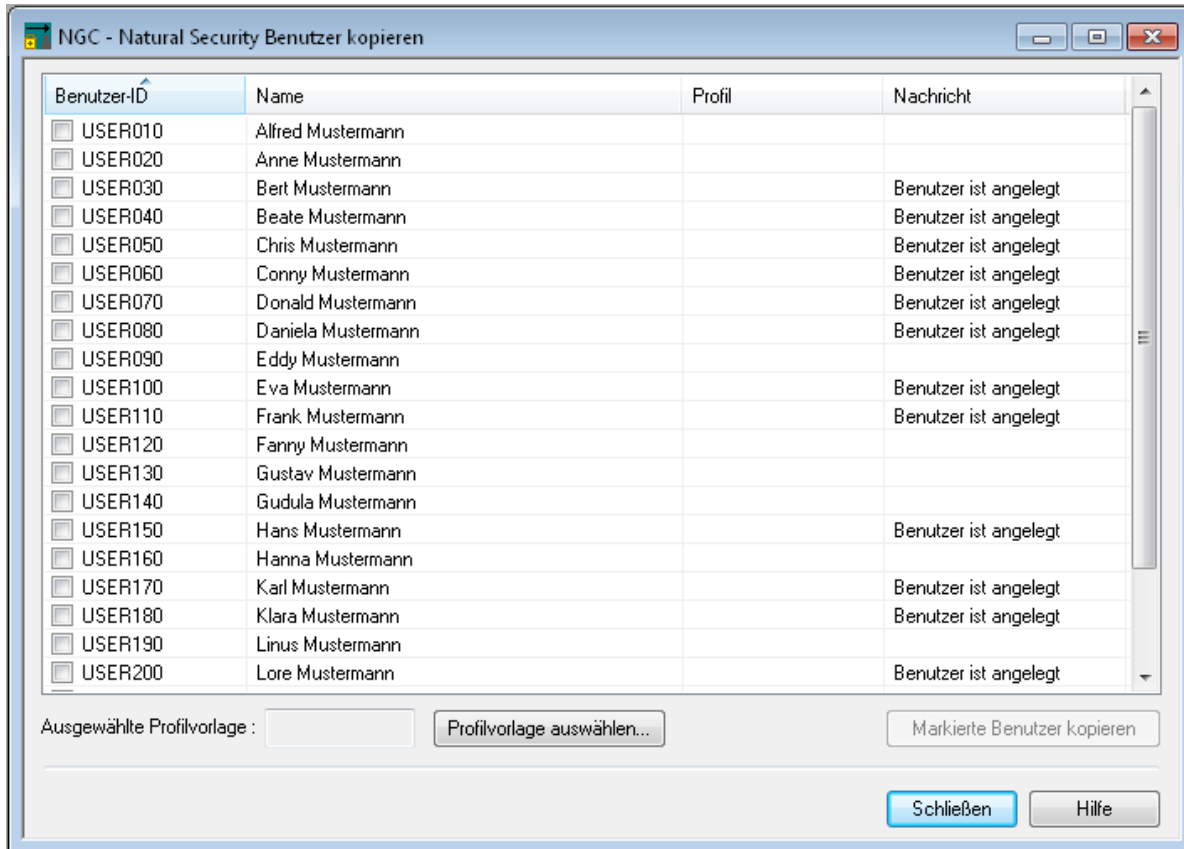 NGC - Natural Security Benutzer kopieren
Benutzer-ID Name Profil Nachricht
USER010 Alfred Mustermann
USER020 Anne Mustermann
USER030 Bert Mustermann Benutzer ist angelegt
USER040 Beate Mustermann Benutzer ist angelegt
USER050 Chris Mustermann Benutzer ist angelegt
USER060 Conny Mustermann Benutzer ist angelegt
USER070 Donald Mustermann Benutzer ist angelegt
USER080 Daniela Mustermann Benutzer ist angelegt
USER090 Eddy Mustermann
USER100 Eva Mustermann Benutzer ist angelegt
USER110 Frank Mustermann Benutzer ist angelegt
USER120 Fanny Mustermann
USER130 Gustav Mustermann
USER140 Gudula Mustermann
USER150 Hans Mustermann Benutzer ist angelegt
USER160 Hanna Mustermann
USER170 Karl Mustermann Benutzer ist angelegt
USER180 Klara Mustermann Benutzer ist angelegt
USER190 Linus Mustermann
USER200 Lore Mustermann Benutzer ist angelegt
Ausgewählte Profilvorlage : Profilvorlage auswählen... Markierte Benutzer kopieren
Schließen Hilfe